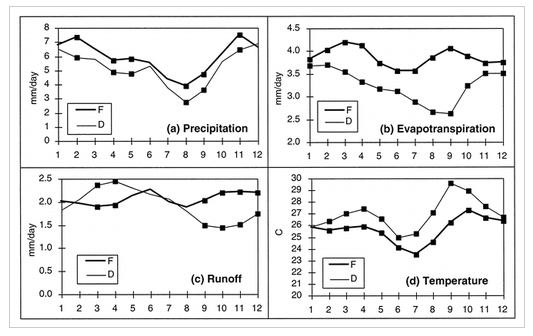 8
7
6
5
4
3
2
1
0
mm/day
F
D
(a) Precipitation
1 2 3 4 5 6 7 8 9 10 11 12
4.5
4.0
3.5
3.0
2.5
2.0
mm/day
F
D
(b) Evapotranspiration
1 2 3 4 5 6 7 8 9 10 11 12
2.5
2.0
1.5
1.0
0.5
0.0
mm/day
F
D
(c) Runoff
1 2 3 4 5 6 7 8 9 10 11 12
30
29
28
27
26
25
24
23
22
21
20
C
F
D
(d) Temperature
1 2 3 4 5 6 7 8 9 10 11 12